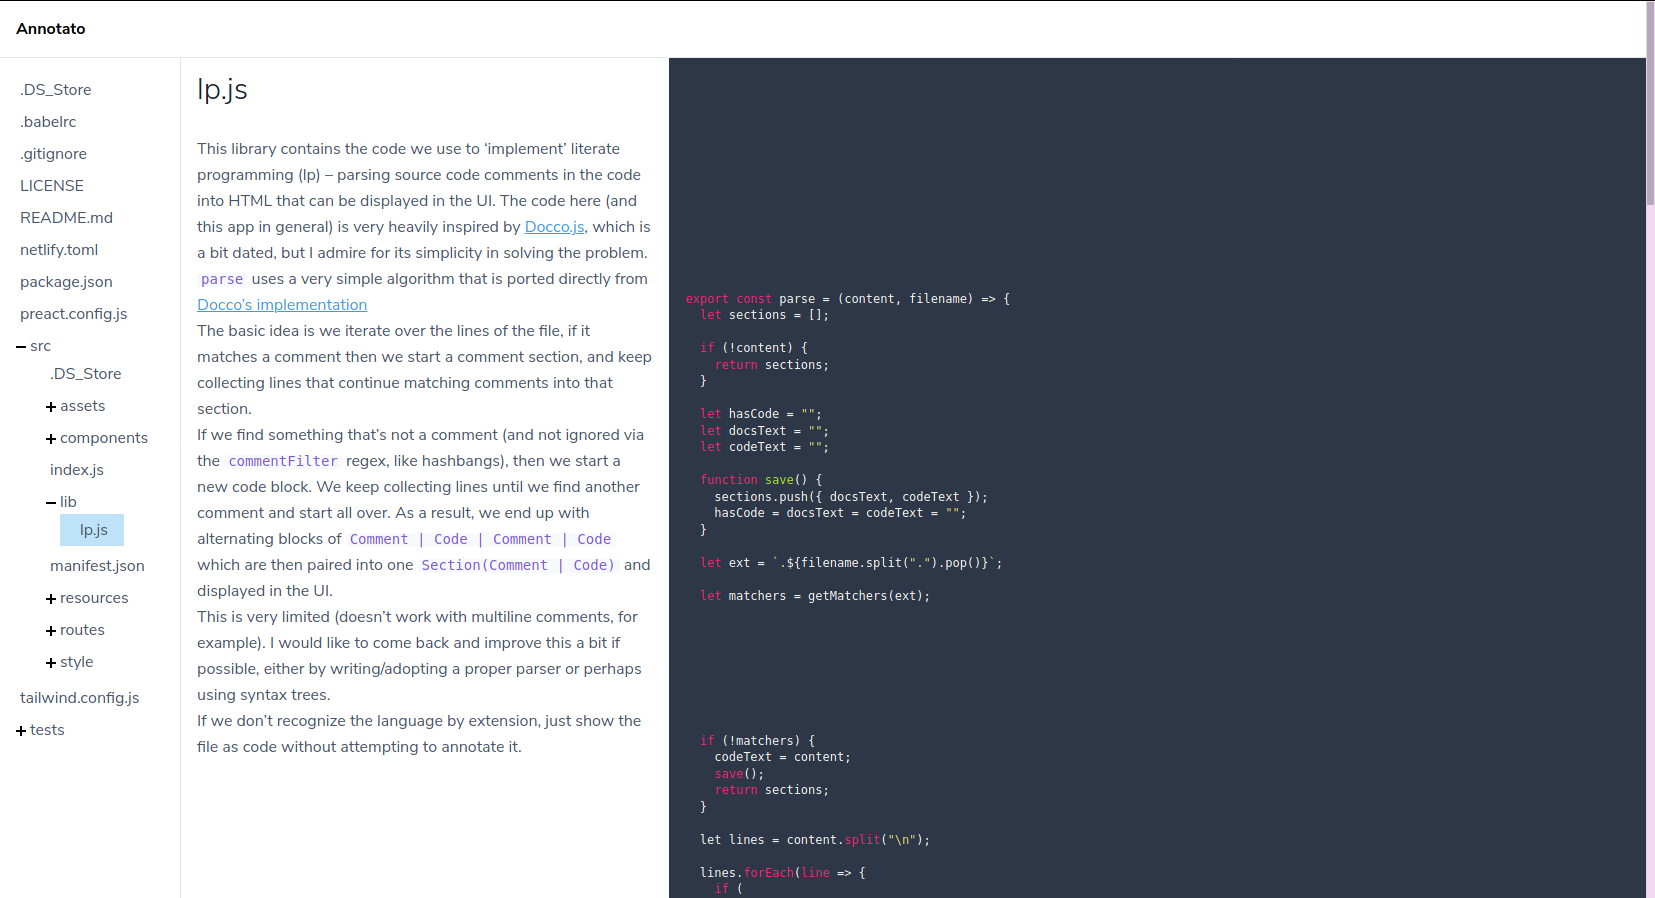 Annotato
.DS_Store
.babelrc
.gitignore
LICENSE
README.md
netlify.toml
package.json
preact.config.js
src
.DS_Store
assets
components
index.js
lib
lp.js
manifest.json
resources
routes
style
tailwind.config.js
tests
lp.js
This library contains the code we use to ‘implement’ literate
programming (lp) – parsing source code comments in the code
into HTML that can be displayed in the UI. The code here (and
this app in general) is very heavily inspired by Docco.js, which is
a bit dated, but I admire for its simplicity in solving the problem.
parse uses a very simple algorithm that is ported directly from
Docco’s implementation
The basic idea is we iterate over the lines of the file, if it
matches a comment then we start a comment section, and keep
collecting lines that continue matching comments into that
section.
If we find something that’s not a comment (and not ignored via
the commentFilter regex, like hashbangs), then we start a
new code block. We keep collecting lines until we find another
comment and start all over. As a result, we end up with
alternating blocks of Comment | Code | Comment | Code
which are then paired into one Section(Comment | Code) and
displayed in the UI.
This is very limited (doesn’t work with multiline comments, for
example). I would like to come back and improve this a bit if
possible, either by writing/adopting a proper parser or perhaps
using syntax trees.
If we don’t recognize the language by extension, just show the
file as code without attempting to annotate it.
export const parse = (content, filename) => {
let sections = [];
if (!content) {
return sections;
}
let hasCode = "";
let docsText = "";
let codeText = "";
function save() {
sections.push({ docsText, codeText });
hasCode = docsText = codeText = "";
}
let ext = `.${filename.split(".").pop()}`;
let matchers = getMatchers(ext);
if (!matchers) {
codeText = content;
save();
return sections;
}
let lines = content.split("\n");
lines.forEach(line => {
if (